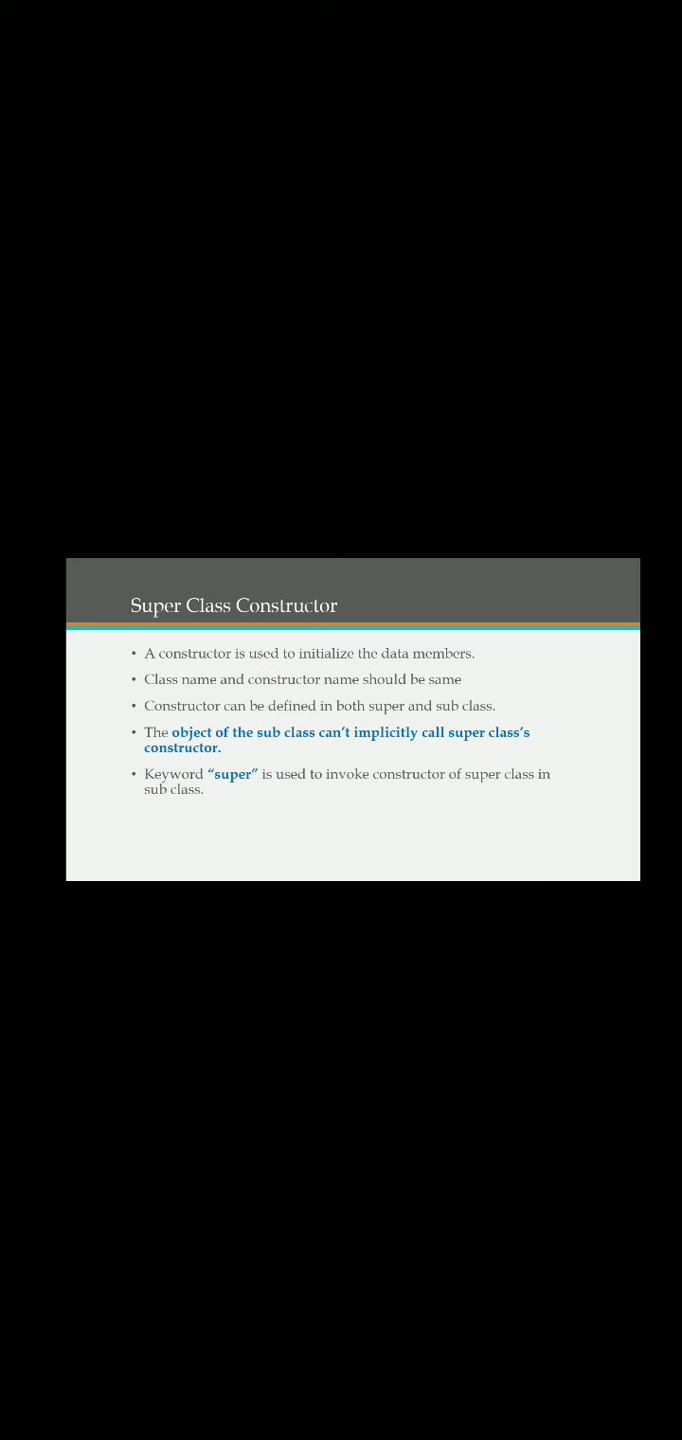 Super Class Constructor
• A constructor is used to initialize the data members.
• Class name and constructor name should be same
• Constructor can be defined in both super and sub class.
• The object of the sub class can’t implicitly call super class’s
constructor.
• Keyword “super” is used to invoke constructor of super class in
sub class.